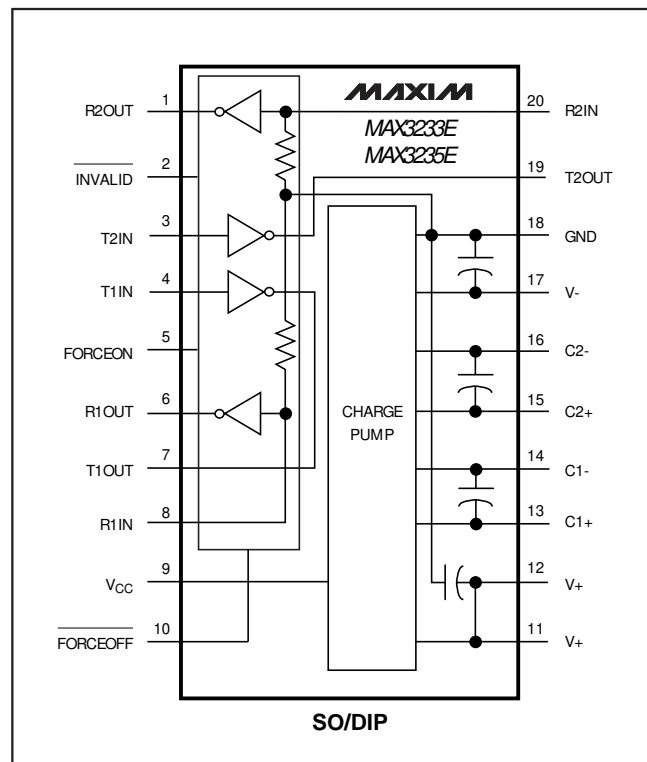 MAXIM
MAX3233E
MAX3235E
1
R2OUT
2
INVALID
3
T2IN
4
T1IN
5
FORCEON
6
R1OUT
7
T1OUT
8
R1IN
9
VCC
10
FORCEOFF
CHARGE
PUMP
20
R2IN
19
T2OUT
18
GND
17
V-
16
C2-
15
C2+
14
C1-
13
C1+
12
V+
11
V+
SO/DIP